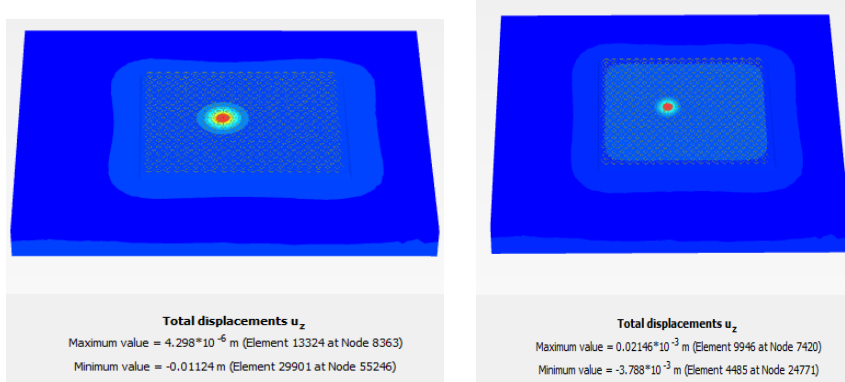 Total displacements u_z
Maximum value = 4.298*10 ⁻⁶ m (Element 13324 at Node 8363)
Minimum value = -0.01124 m (Element 29901 at Node 55246)
Total displacements u_z
Maximum value = 0.02146*10 ⁻³ m (Element 9946 at Node 7420)
Minimum value = -3.788*10 ⁻³ m (Element 4485 at Node 24771)